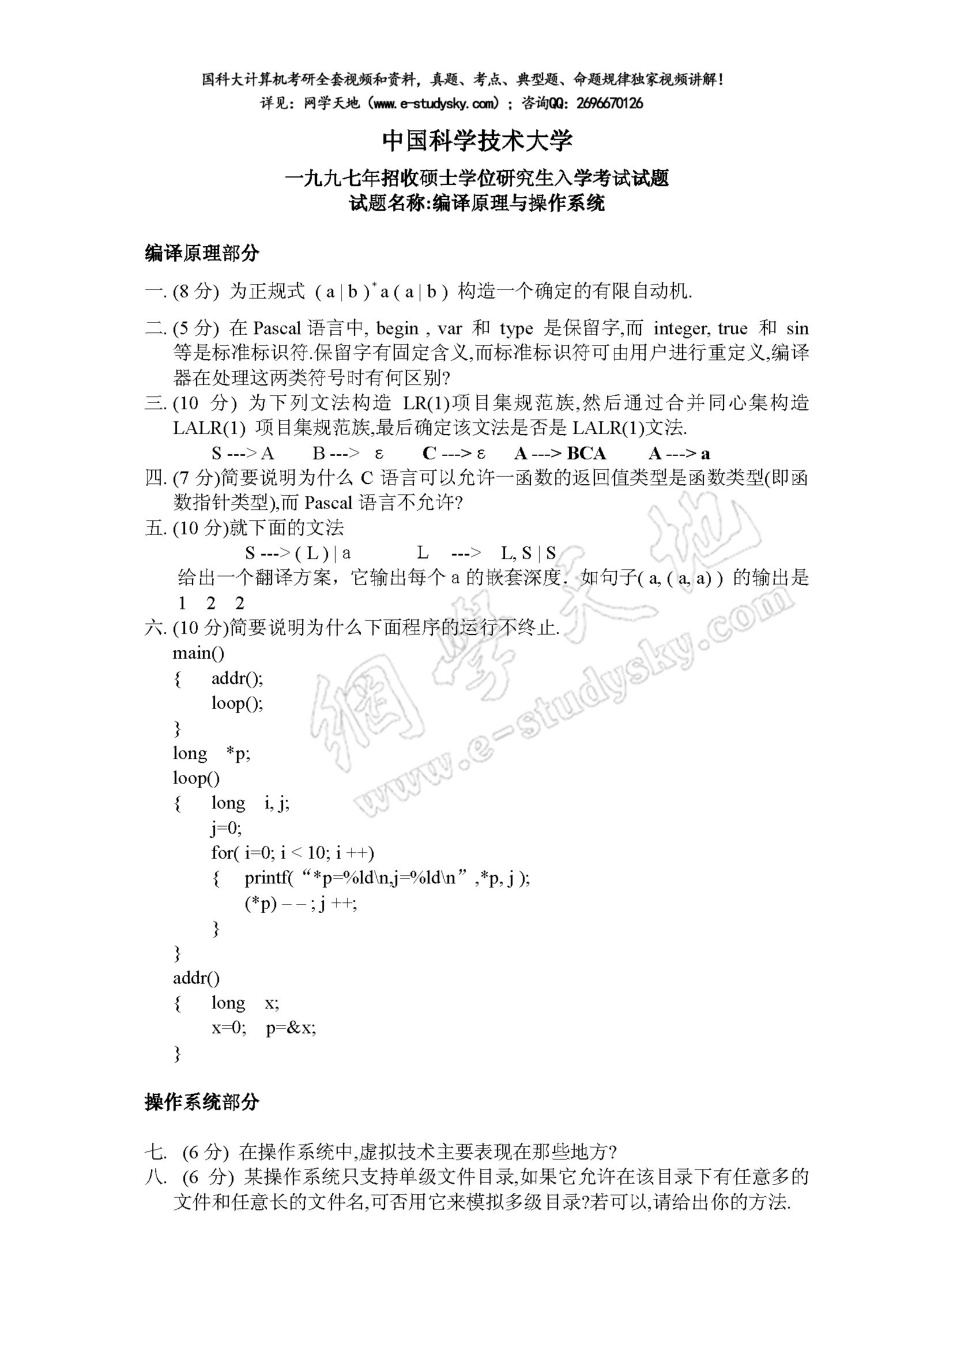 国科大计算机考研全套视频和资料，真题、考点、典型题、命题规律独家视频讲解！
详见：网学天地（www.e-studysky.com）；咨询QQ：2696670126
中国科学技术大学
一九九七年招收硕士学位研究生入学考试试题
试题名称:编译原理与操作系统
编译原理部分
一. (8 分) 为正规式 ( a | b )* a ( a | b ) 构造一个确定的有限自动机.
二. (5 分) 在 Pascal 语言中, begin , var 和 type 是保留字,而 integer, true 和 sin
等是标准标识符.保留字有固定含义,而标准标识符可由用户进行重定义,编译
器在处理这两类符号时有何区别?
三. (10 分) 为下列文法构造 LR(1)项目集规范族,然后通过合并同心集构造
LALR(1) 项目集规范族,最后确定该文法是否是 LALR(1)文法.
S ---> A B ---> ε C ---> ε A ---> BCA A ---> a
四. (7 分)简要说明为什么 C 语言可以允许一函数的返回值类型是函数类型(即函
数指针类型),而 Pascal 语言不允许?
五. (10 分)就下面的文法
S ---> ( L ) | a L ---> L, S | S
给出一个翻译方案，它输出每个 a 的嵌套深度．如句子( a, ( a, a) ) 的输出是
1 2 2
六. (10 分)简要说明为什么下面程序的运行不终止.
main()
{ addr();
loop();
}
long *p;
loop()
{ long i, j;
j=0;
for( i=0; i < 10; i ++)
{ printf( “*p=%ld\n,j=%ld\n” ,*p, j );
(*p) – – ; j ++;
}
}
addr()
{ long x;
x=0; p=&x;
}
操作系统部分
七. (6 分) 在操作系统中,虚拟技术主要表现在那些地方?
八. (6 分) 某操作系统只支持单级文件目录,如果它允许在该目录下有任意多的
文件和任意长的文件名,可否用它来模拟多级目录?若可以,请给出你的方法.
網學天地
www.e-studysky.com